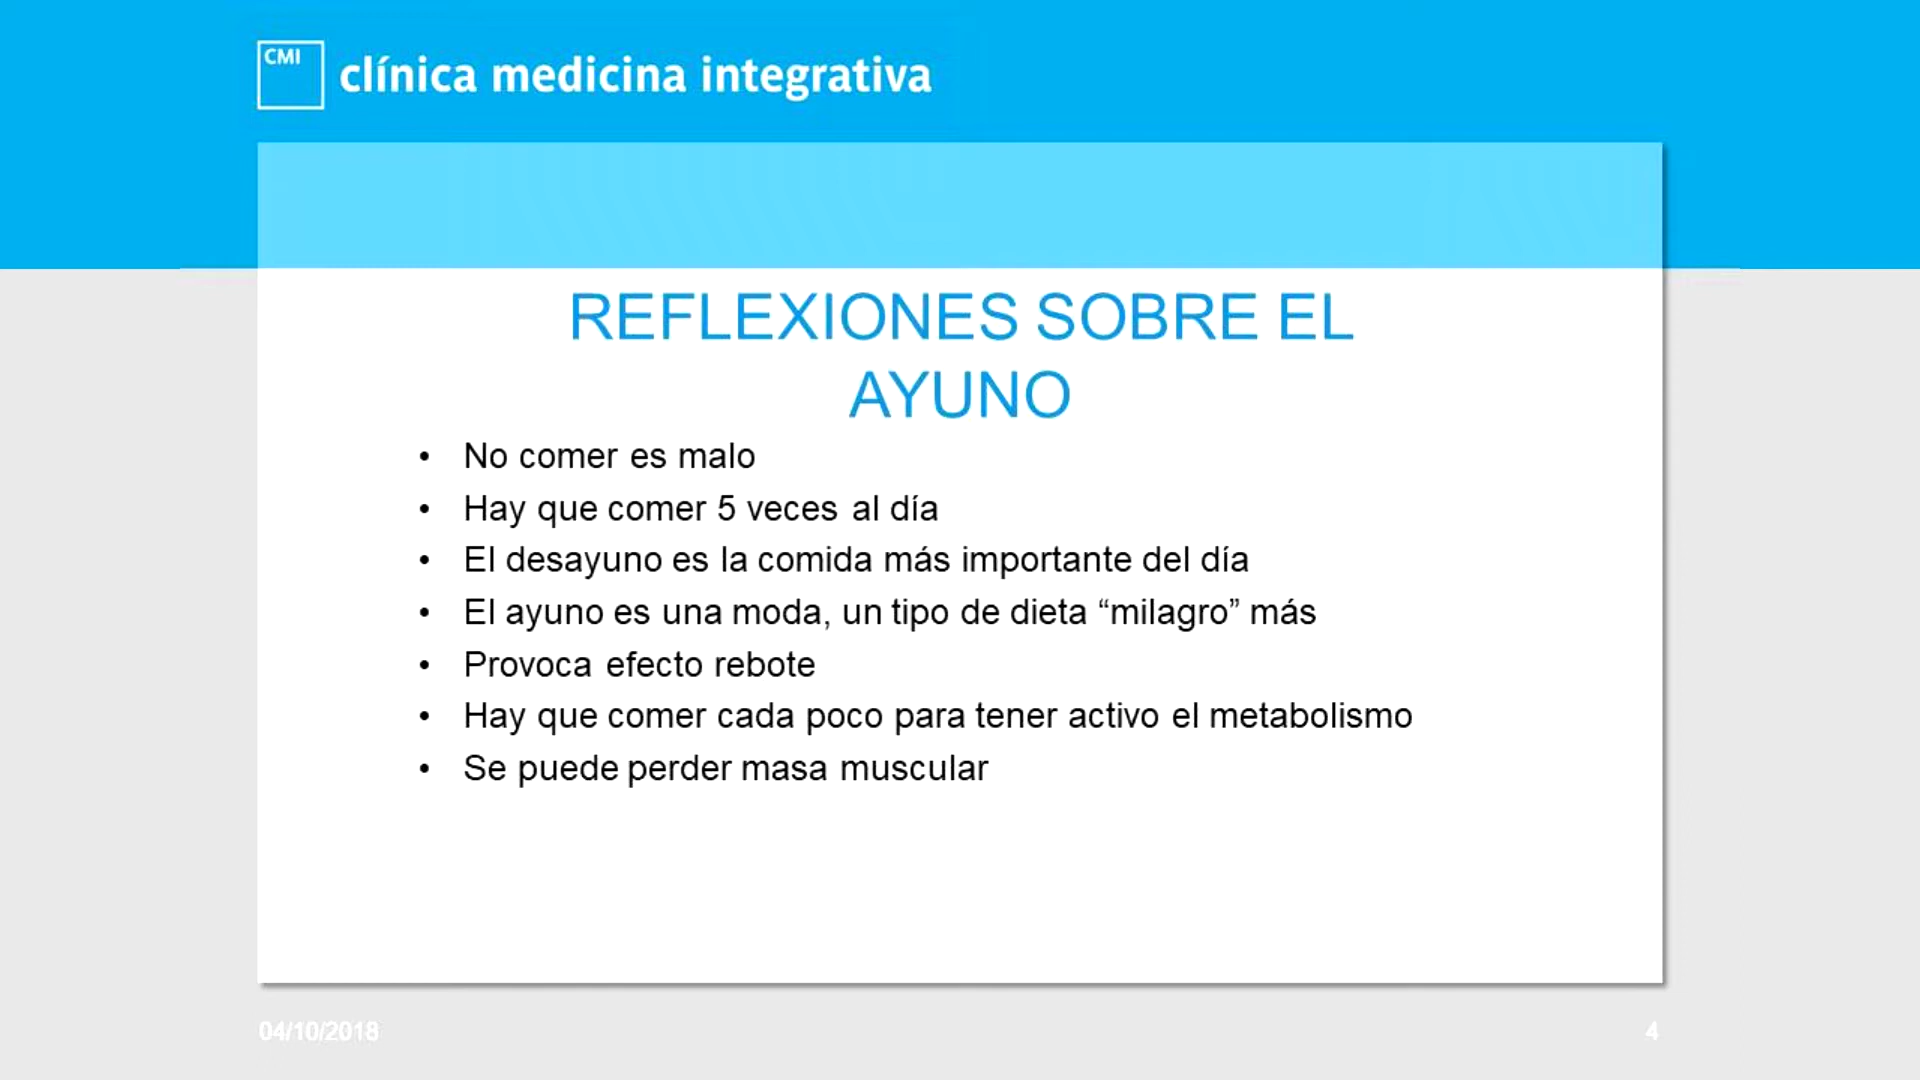 CMI
clínica medicina integrativa
REFLEXIONES SOBRE EL
AYUNO
• No comer es malo
• Hay que comer 5 veces al día
• El desayuno es la comida más importante del día
• El ayuno es una moda, un tipo de dieta “milagro” más
• Provoca efecto rebote
• Hay que comer cada poco para tener activo el metabolismo
• Se puede perder masa muscular
04/10/2018
4